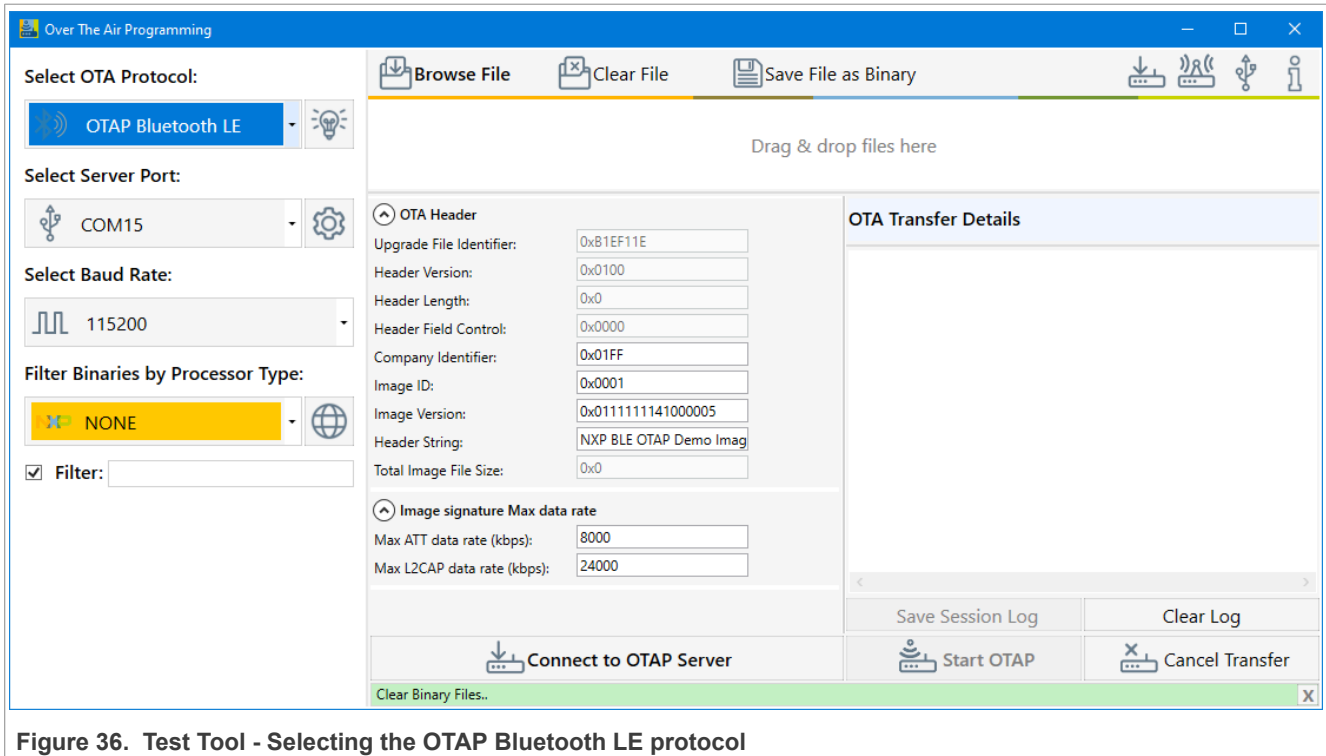 Over The Air Programming
Select OTA Protocol:
OTAP Bluetooth LE
Select Server Port:
COM15
Select Baud Rate:
115200
Filter Binaries by Processor Type:
NXP NONE
Filter:
Browse File
Clear File
Save File as Binary
Drag & drop files here
OTA Header
Upgrade File Identifier: 0xB1EF11E
Header Version: 0x0100
Header Length: 0x0
Header Field Control: 0x0000
Company Identifier: 0x01FF
Image ID: 0x0001
Image Version: 0x0111111141000005
Header String: NXP BLE OTAP Demo Imag
Total Image File Size: 0x0
Image signature Max data rate
Max ATT data rate (kbps): 8000
Max L2CAP data rate (kbps): 24000
OTA Transfer Details
Save Session Log
Clear Log
Connect to OTAP Server
Start OTAP
Cancel Transfer
Clear Binary Files..
X
Figure 36. Test Tool - Selecting the OTAP Bluetooth LE protocol